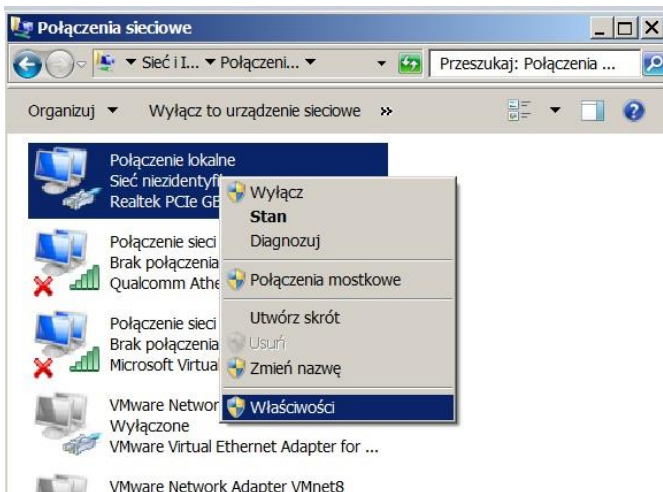 Połączenia sieciowe
Sieć i I... Połączeni...
Przeszukaj: Połączenia ...
Organizuj
Wyłącz to urządzenie sieciowe »
Połączenie lokalne
Sieć niezidentyfi
Realtek PCIe GB
Wyłącz
Stan
Diagnozuj
Połączenia mostkowe
Utwórz skrót
Usuń
Zmień nazwę
Właściwości
Połączenie sieci
Brak połączenia
Qualcomm Athe
Połączenie sieci
Brak połączenia
Microsoft Virtual
VMware Networ
Wyłączone
VMware Virtual Ethernet Adapter for ...
VMware Network Adapter VMnet8